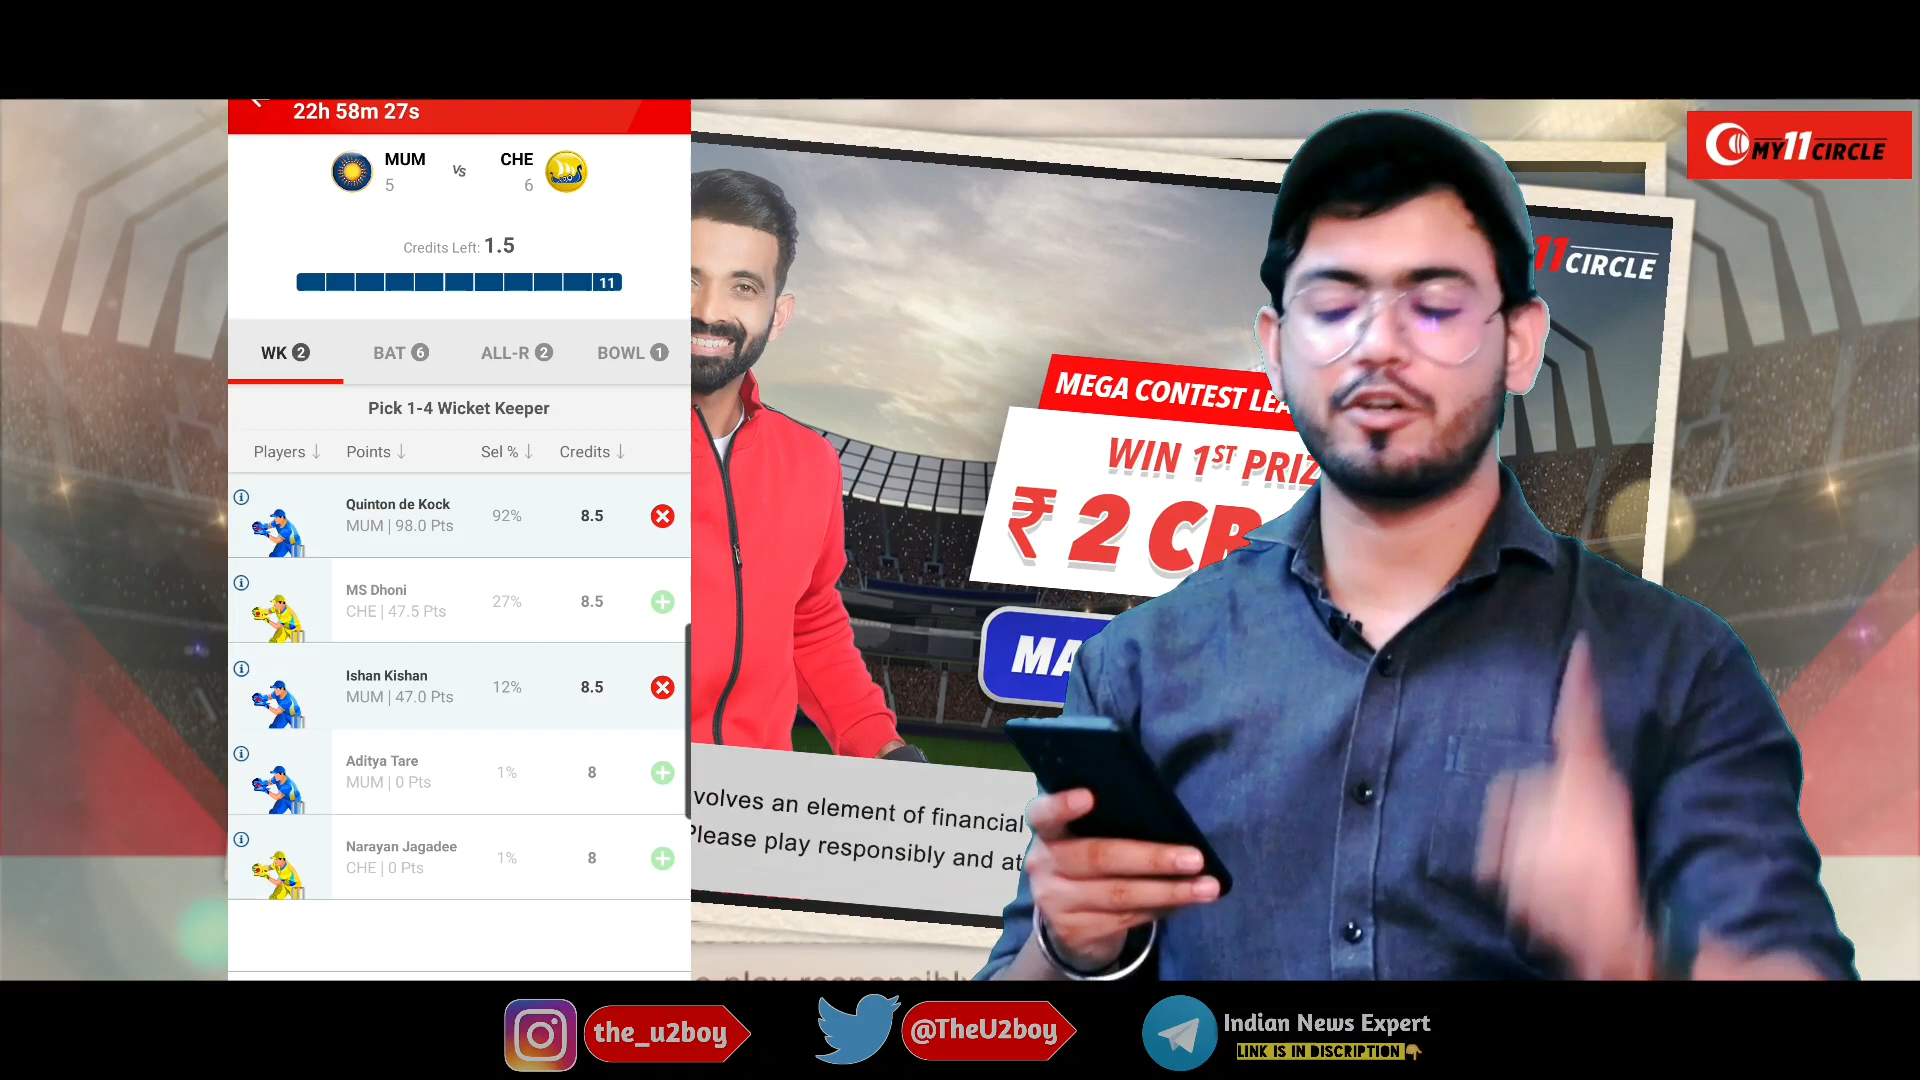 22h 58m 27s
MUM
5
Vs
CHE
6
Credits Left: 1.5
11
WK 2
BAT 6
ALL-R 2
BOWL 1
Pick 1-4 Wicket Keeper
Players ↓ Points ↓ Sel % ↓ Credits ↓
Quinton de Kock
MUM | 98.0 Pts
92%
8.5
MS Dhoni
CHE | 47.5 Pts
27%
8.5
Ishan Kishan
MUM | 47.0 Pts
12%
8.5
Aditya Tare
MUM | 0 Pts
1%
8
Narayan Jagadee
CHE | 0 Pts
1%
8
MY11CIRCLE
11CIRCLE
MEGA CONTEST LEA
WIN 1ST PRIZ
₹ 2 CR
MA
volves an element of financial
Please play responsibly and at
e play responsibly
the_u2boy
@TheU2boy
Indian News Expert
LINK IS IN DISCRIPTION